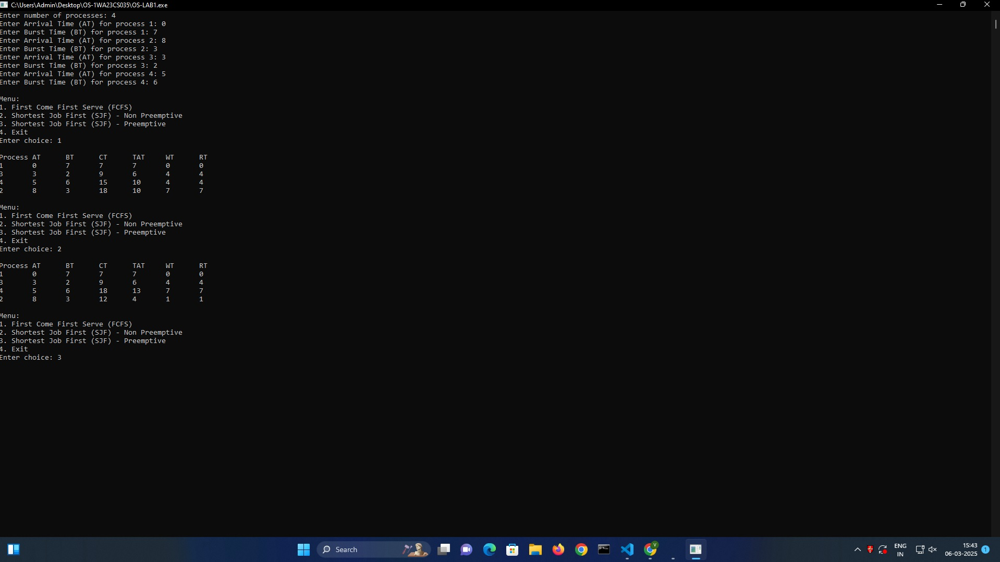 C:\Users\Admin\Desktop\OS-1WA23CS035\OS-LAB1.exe
Enter number of processes: 4
Enter Arrival Time (AT) for process 1: 0
Enter Burst Time (BT) for process 1: 7
Enter Arrival Time (AT) for process 2: 8
Enter Burst Time (BT) for process 2: 3
Enter Arrival Time (AT) for process 3: 3
Enter Burst Time (BT) for process 3: 2
Enter Arrival Time (AT) for process 4: 5
Enter Burst Time (BT) for process 4: 6
Menu:
1. First Come First Serve (FCFS)
2. Shortest Job First (SJF) - Non Preemptive
3. Shortest Job First (SJF) - Preemptive
4. Exit
Enter choice: 1
Process AT BT CT TAT WT RT
1 0 7 7 7 0 0
3 3 2 9 6 4 4
4 5 6 15 10 4 4
2 8 3 18 10 7 7
Menu:
1. First Come First Serve (FCFS)
2. Shortest Job First (SJF) - Non Preemptive
3. Shortest Job First (SJF) - Preemptive
4. Exit
Enter choice: 2
Process AT BT CT TAT WT RT
1 0 7 7 7 0 0
3 3 2 9 6 4 4
4 5 6 18 13 7 7
2 8 3 12 4 1 1
Menu:
1. First Come First Serve (FCFS)
2. Shortest Job First (SJF) - Non Preemptive
3. Shortest Job First (SJF) - Preemptive
4. Exit
Enter choice: 3
Search
V
ENG
IN
15:43
06-03-2025
1